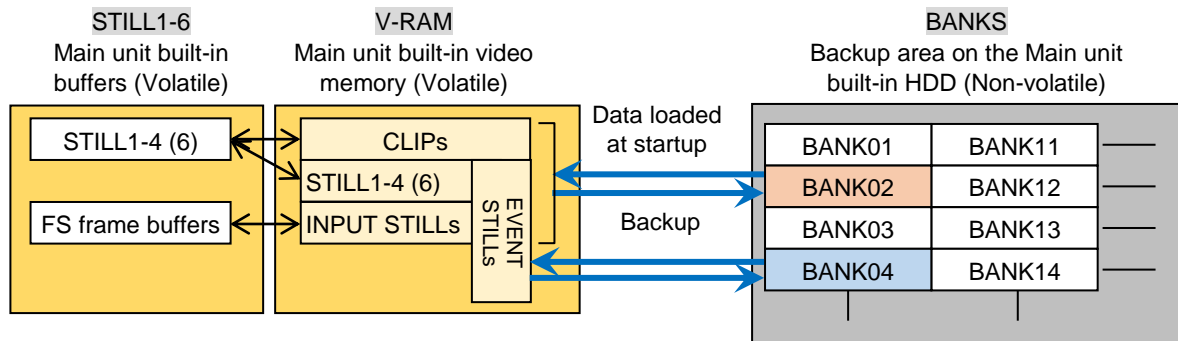 STILL1-6
Main unit built-in
buffers (Volatile)
V-RAM
Main unit built-in video
memory (Volatile)
BANKS
Backup area on the Main unit
built-in HDD (Non-volatile)
STILL1-4 (6)
FS frame buffers
CLIPs
STILL1-4 (6)
INPUT STILLs
EVENT
STILLs
Data loaded
at startup
Backup
BANK01
BANK11
BANK02
BANK12
BANK03
BANK13
BANK04
BANK14